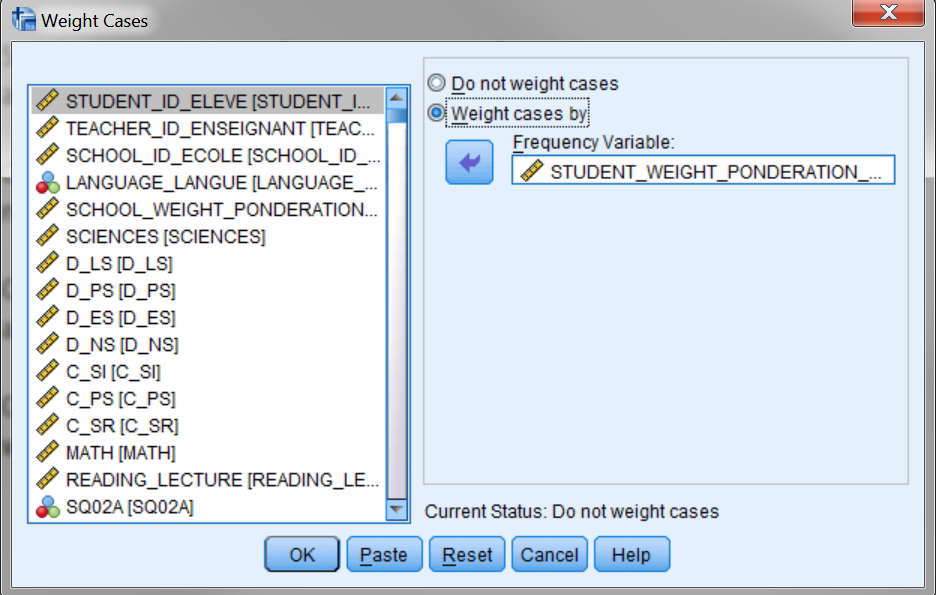 Weight Cases
STUDENT_ID_ELEVE [STUDENT_I...
TEACHER_ID_ENSEIGNANT [TEAC...
SCHOOL_ID_ECOLE [SCHOOL_ID_...
LANGUAGE_LANGUE [LANGUAGE_...
SCHOOL_WEIGHT_PONDERATION...
SCIENCES [SCIENCES]
D_LS [D_LS]
D_PS [D_PS]
D_ES [D_ES]
D_NS [D_NS]
C_SI [C_SI]
C_PS [C_PS]
C_SR [C_SR]
MATH [MATH]
READING_LECTURE [READING_LE...
SQ02A [SQ02A]
Do not weight cases
Weight cases by
Frequency Variable:
STUDENT_WEIGHT_PONDERATION_...
Current Status: Do not weight cases
OK Paste Reset Cancel Help